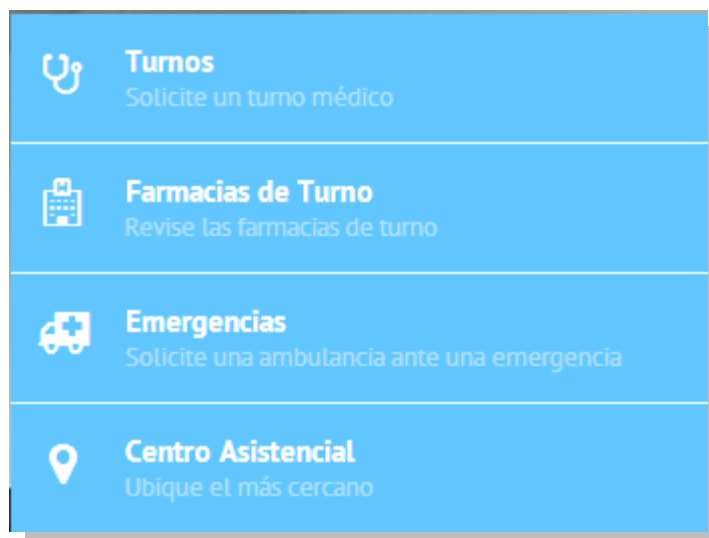 Turnos
Solicite un turno médico
Farmacias de Turno
Revise las farmacias de turno
Emergencias
Solicite una ambulancia ante una emergencia
Centro Asistencial
Ubique el más cercano